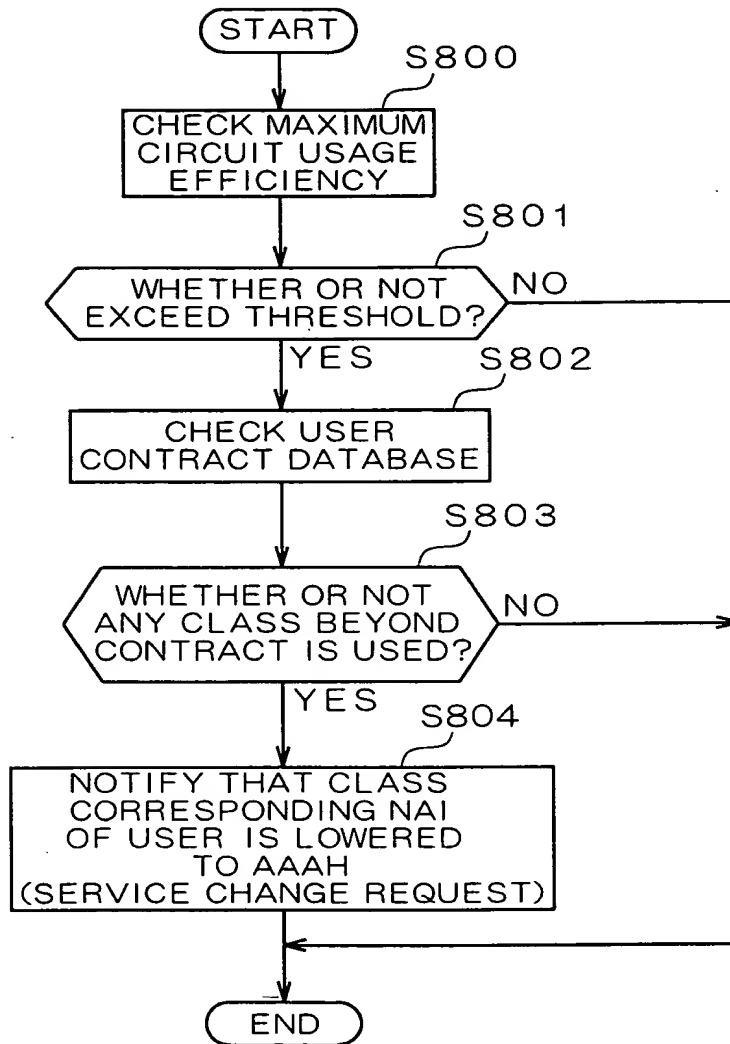 START
S800
CHECK MAXIMUM
CIRCUIT USAGE
EFFICIENCY
S801
WHETHER OR NOT
EXCEED THRESHOLD?
NO
YES
S802
CHECK USER
CONTRACT DATABASE
S803
WHETHER OR NOT
ANY CLASS BEYOND
CONTRACT IS USED?
NO
YES
S804
NOTIFY THAT CLASS
CORRESPONDING NAI
OF USER IS LOWERED
TO AAAH
(SERVICE CHANGE REQUEST)
END